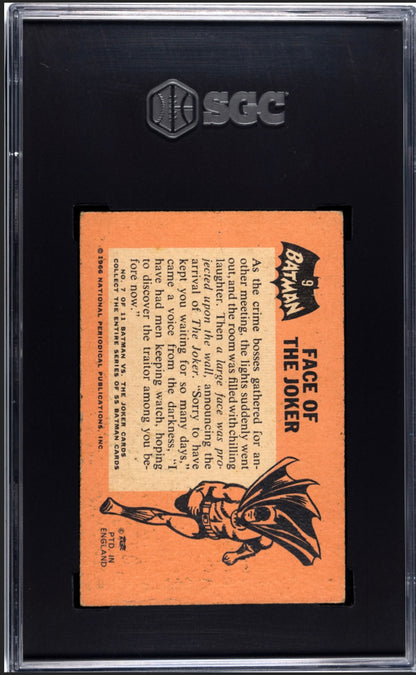 SGC
9
BATMAN
FACE OF
THE JOKER
As the crime bosses gathered for an-
other meeting, the lights suddenly went
out, and the room was filled with chilling
laughter. Then a large face was pro-
jected upon the wall, announcing the
arrival of The Joker. "Sorry to have
kept you waiting for so many days,"
came a voice from the darkness, "I
have had men keeping watch, hoping
to discover the traitor among you be-
fore now."
NO. 7 OF 11 BATMAN VS. THE JOKER CARDS
COLLECT THE ENTIRE SERIES OF 55 BATMAN CARDS
© 1966 NATIONAL PERIODICAL PUBLICATIONS, INC.
©
PTD. IN
ENGLAND